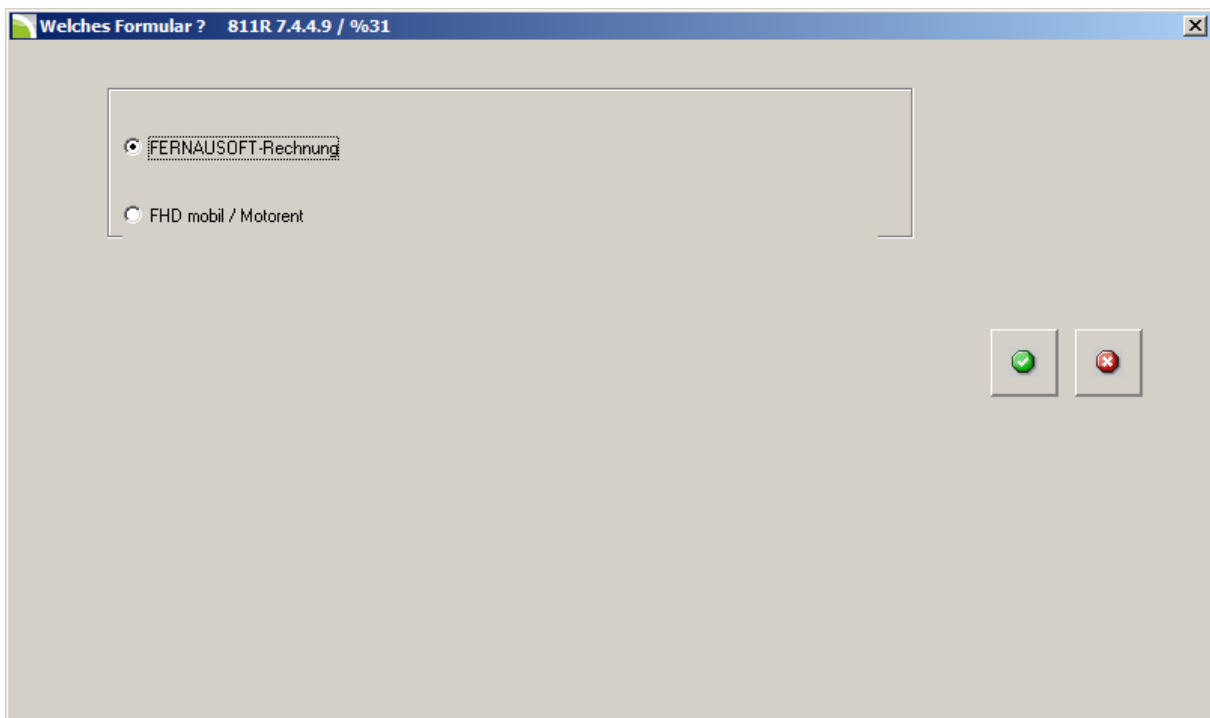 Welches Formular ? 811R 7.4.4.9 / %31
FERNAUSOFT-Rechnung
FHD mobil / Motorent